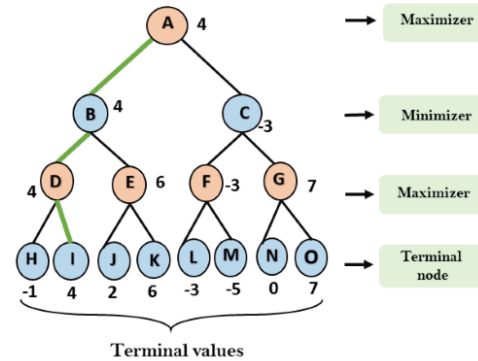 A 4 Maximizer
B 4 C -3 Minimizer
4 D E 6 F -3 G 7 Maximizer
H I J K L M N O Terminal
node
-1 4 2 6 -3 -5 0 7
Terminal values